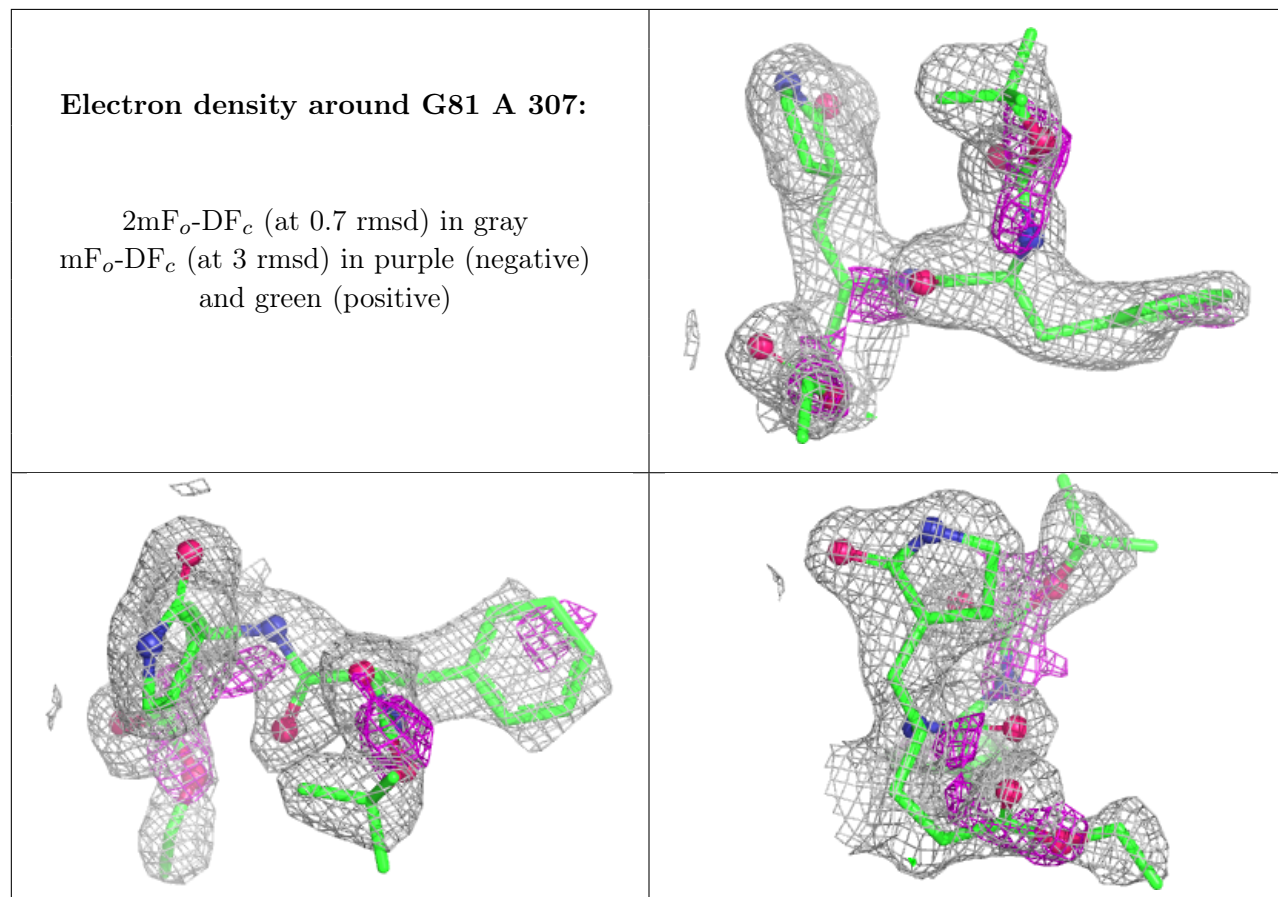 Electron density around G81 A 307:
2mFₒ-DF𝒸 (at 0.7 rmsd) in gray
mFₒ-DF𝒸 (at 3 rmsd) in purple (negative)
and green (positive)